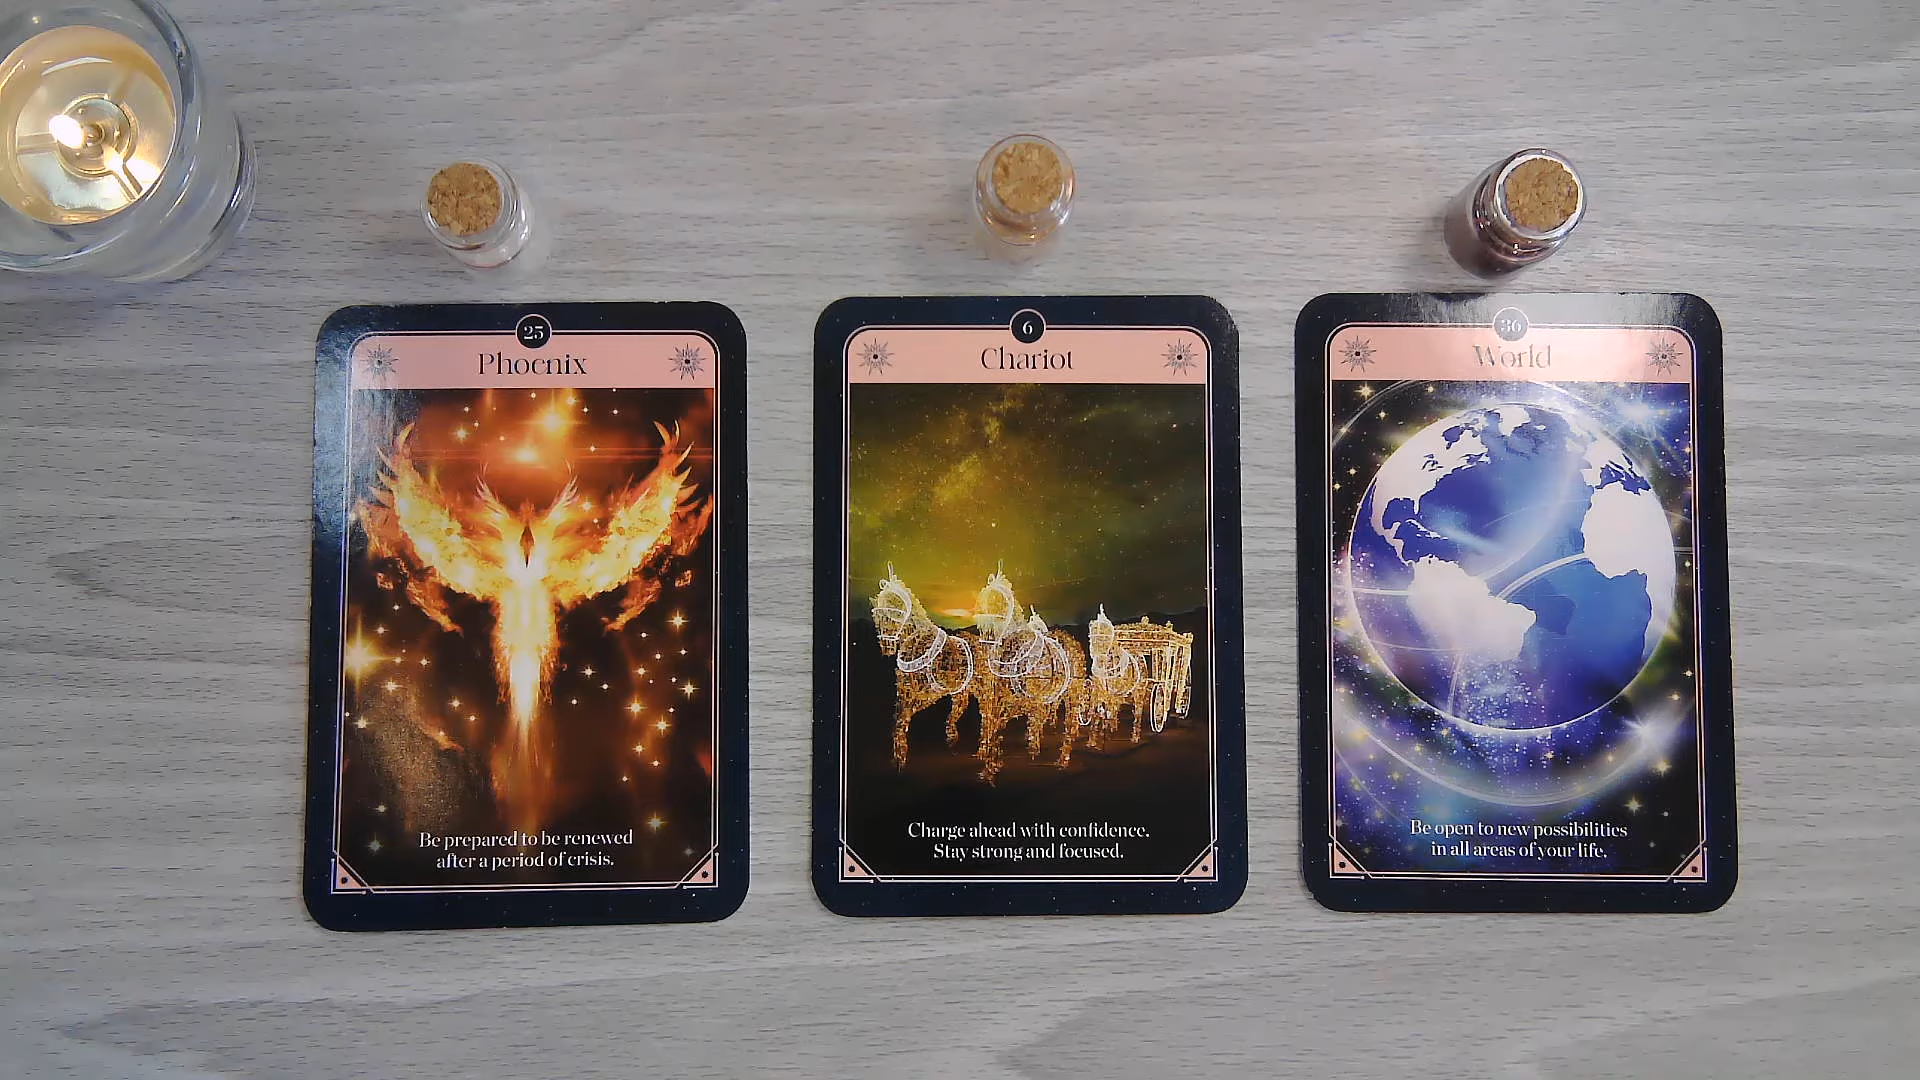 25
Phoenix
Be prepared to be renewed
after a period of crisis.
6
Chariot
Charge ahead with confidence.
Stay strong and focused.
36
World
Be open to new possibilities
in all areas of your life.